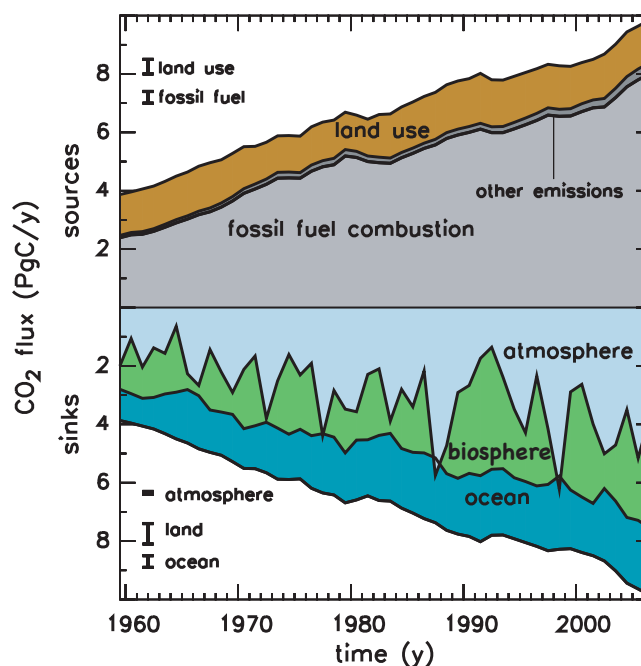 8
6
4
2
2
4
6
8
CO2 flux (PgC/y)
sources
sinks
land use
fossil fuel
land use
other emissions
fossil fuel combustion
atmosphere
biosphere
ocean
atmosphere
land
ocean
1960 1970 1980 1990 2000
time (y)